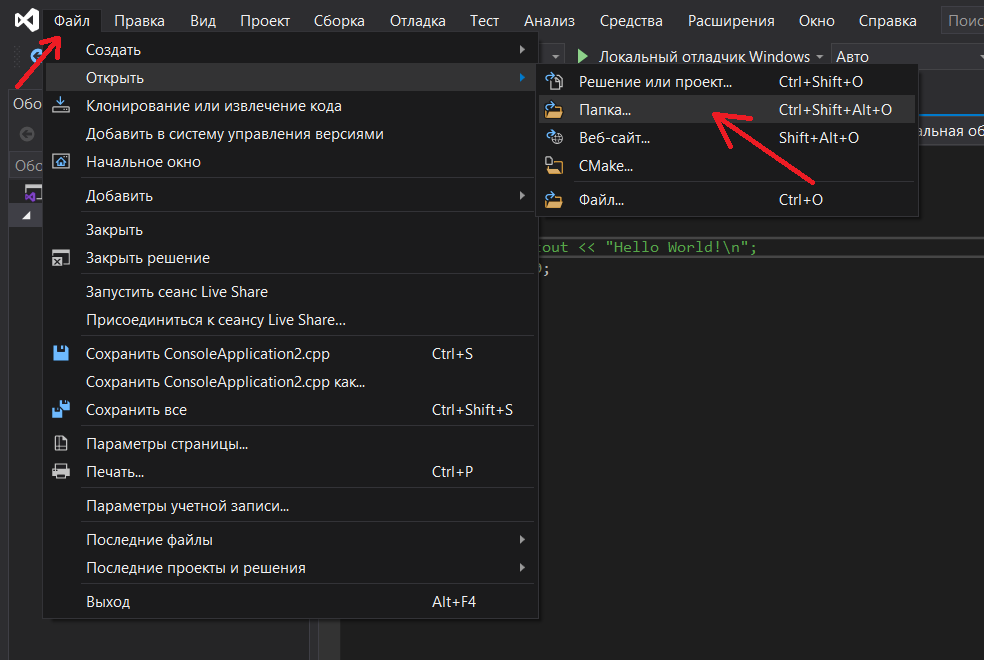 Файл Правка Вид Проект Сборка Отладка Тест Анализ Средства Расширения Окно Справка Поис
Локальный отладчик Windows Авто
Обо
Обо
Создать
Открыть
Клонирование или извлечение кода
Добавить в систему управления версиями
Начальное окно
Добавить
Закрыть
Закрыть решение
Запустить сеанс Live Share
Присоединиться к сеансу Live Share...
Сохранить ConsoleApplication2.cpp Ctrl+S
Сохранить ConsoleApplication2.cpp как...
Сохранить все Ctrl+Shift+S
Параметры страницы...
Печать... Ctrl+P
Параметры учетной записи...
Последние файлы
Последние проекты и решения
Выход Alt+F4
Решение или проект... Ctrl+Shift+O
Папка... Ctrl+Shift+Alt+O
Веб-сайт... Shift+Alt+O
CMake...
Файл... Ctrl+O
альная об
out << "Hello World!\n";
);